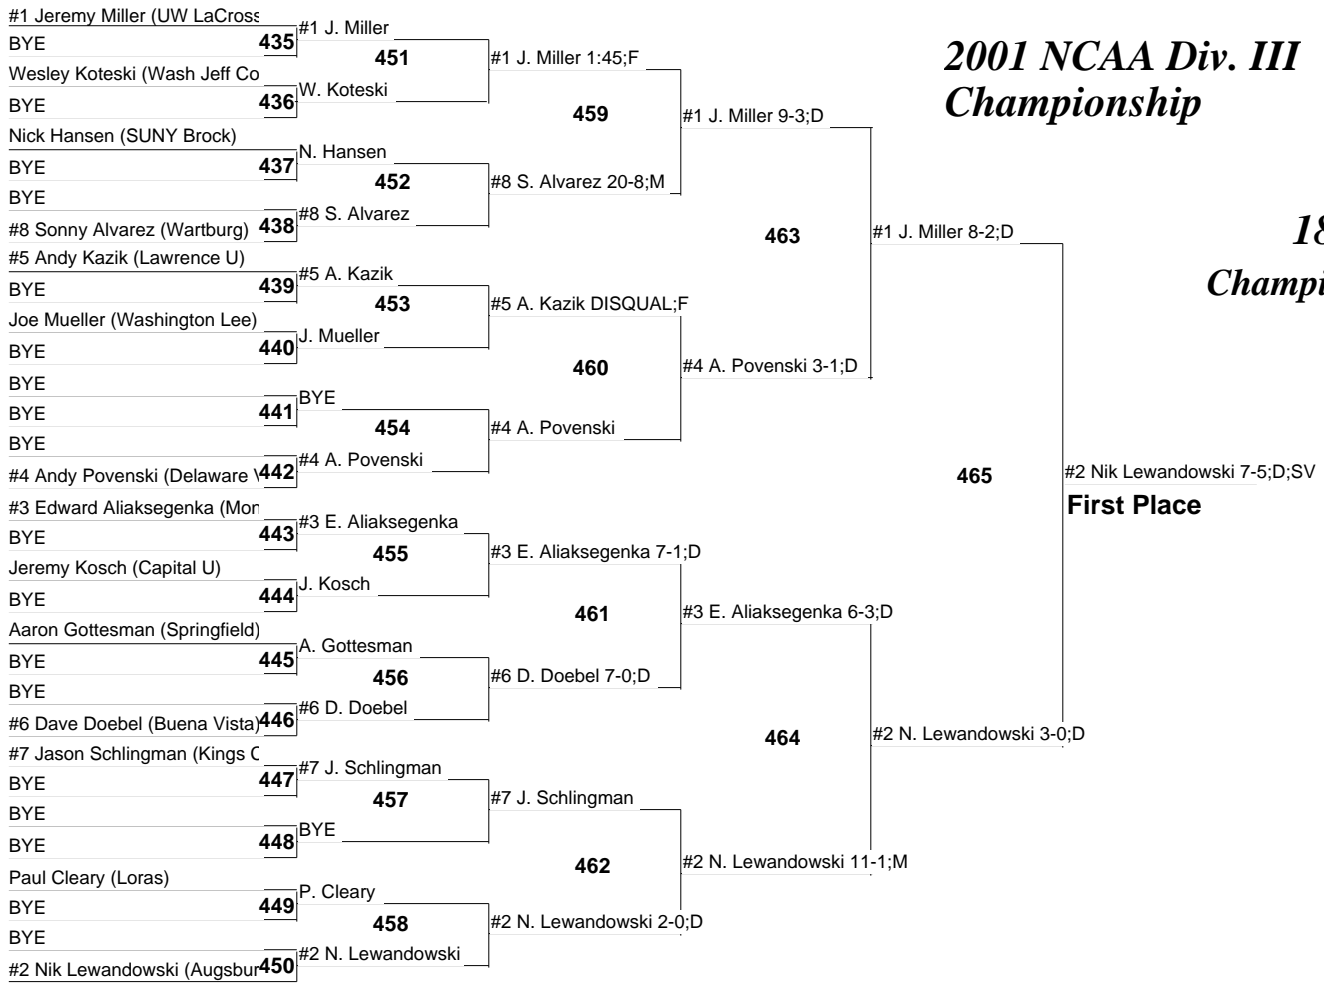 2001 NCAA Div. III
Championship
18
Champi
#1 Jeremy Miller (UW LaCross
BYE
435
Wesley Koteski (Wash Jeff Co
BYE
436
Nick Hansen (SUNY Brock)
BYE
437
BYE
#8 Sonny Alvarez (Wartburg)
438
#5 Andy Kazik (Lawrence U)
BYE
439
Joe Mueller (Washington Lee)
BYE
440
BYE
BYE
441
BYE
#4 Andy Povenski (Delaware V
442
#3 Edward Aliaksegenka (Mon
BYE
443
Jeremy Kosch (Capital U)
BYE
444
Aaron Gottesman (Springfield)
BYE
445
BYE
#6 Dave Doebel (Buena Vista)
446
#7 Jason Schlingman (Kings C
BYE
447
BYE
BYE
448
Paul Cleary (Loras)
BYE
449
BYE
#2 Nik Lewandowski (Augsbur
450
#1 J. Miller
451
W. Koteski
N. Hansen
452
#8 S. Alvarez
#5 A. Kazik
453
J. Mueller
BYE
454
#4 A. Povenski
#3 E. Aliaksegenka
455
J. Kosch
A. Gottesman
456
#6 D. Doebel
#7 J. Schlingman
457
BYE
P. Cleary
458
#2 N. Lewandowski
#1 J. Miller 1:45;F
459
#8 S. Alvarez 20-8;M
#5 A. Kazik DISQUAL;F
460
#4 A. Povenski
#3 E. Aliaksegenka 7-1;D
461
#6 D. Doebel 7-0;D
#7 J. Schlingman
462
#2 N. Lewandowski 2-0;D
#1 J. Miller 9-3;D
463
#4 A. Povenski 3-1;D
#3 E. Aliaksegenka 6-3;D
464
#2 N. Lewandowski 11-1;M
#1 J. Miller 8-2;D
465
#2 N. Lewandowski 3-0;D
#2 Nik Lewandowski 7-5;D;SV
First Place